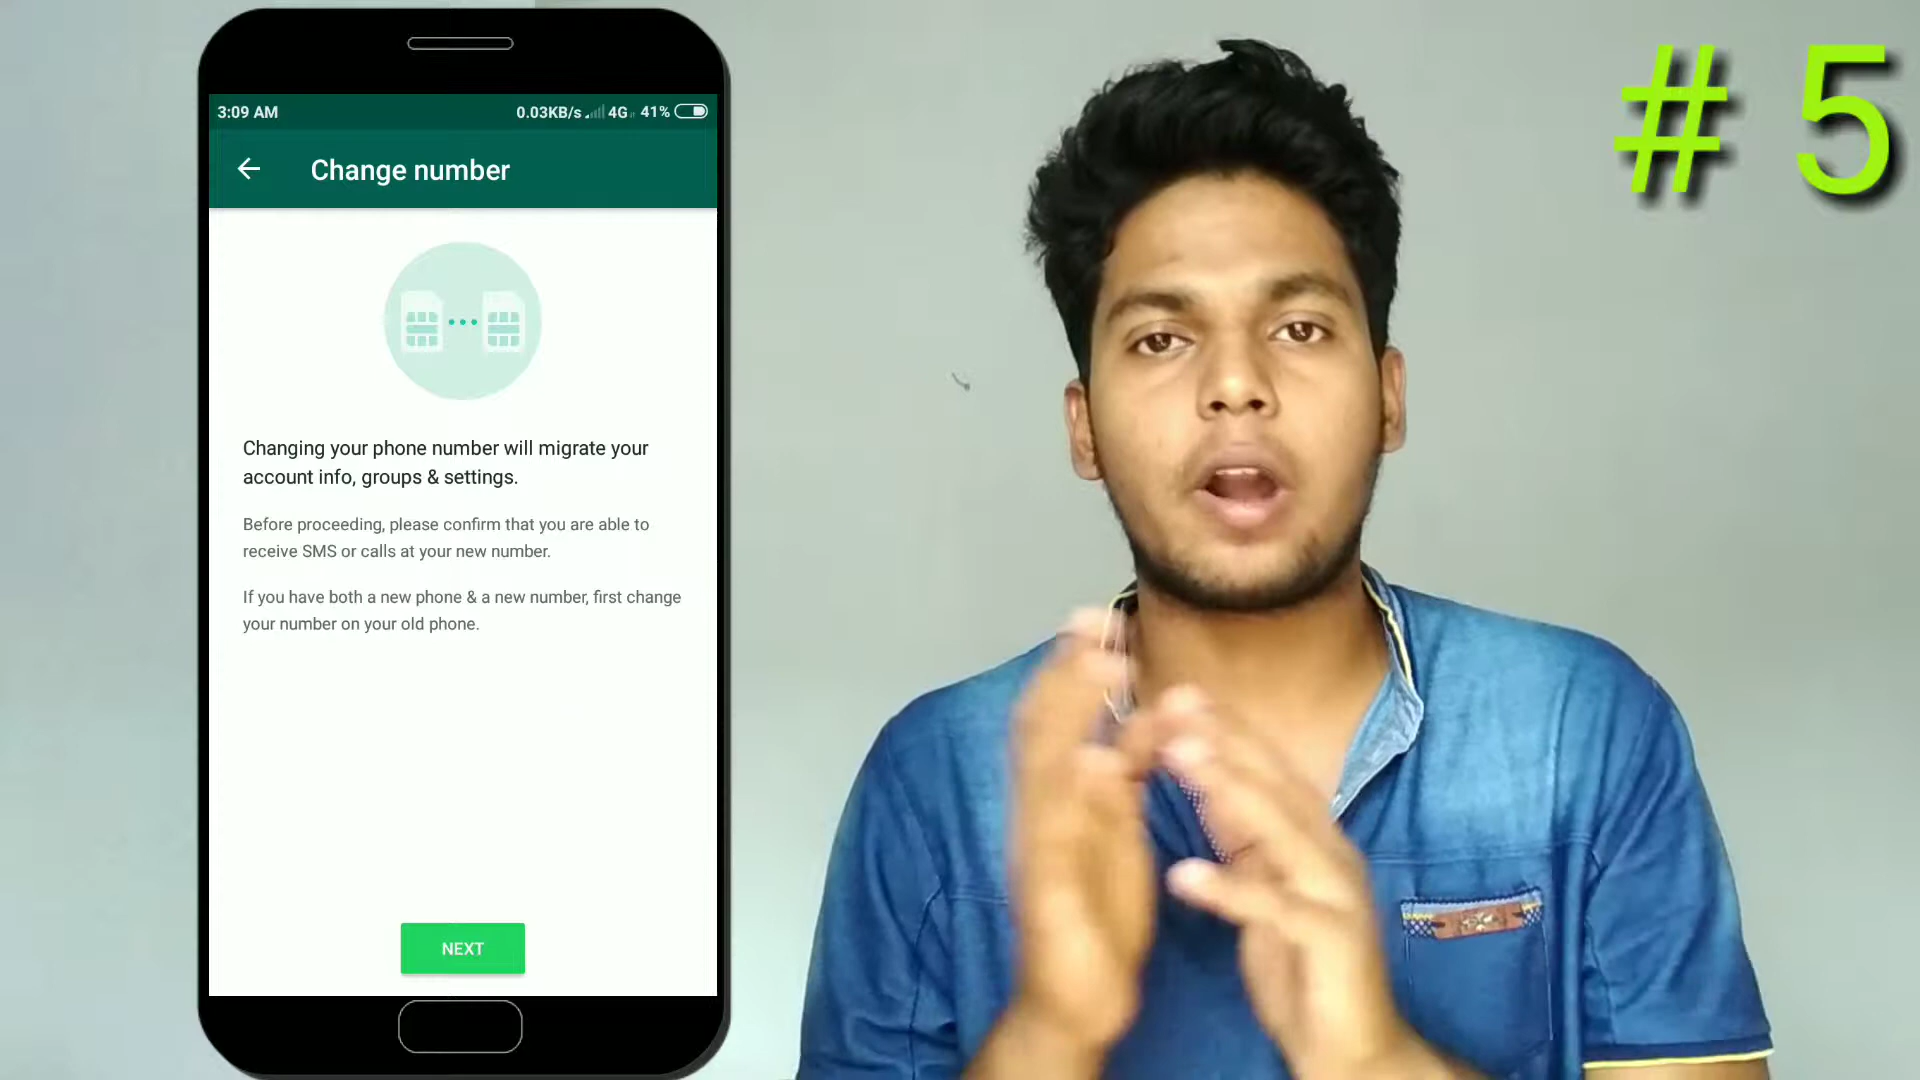 # 5
3:09 AM 0.03KB/s 4G 41%
Change number
Changing your phone number will migrate your
account info, groups & settings.
Before proceeding, please confirm that you are able to
receive SMS or calls at your new number.
If you have both a new phone & a new number, first change
your number on your old phone.
NEXT